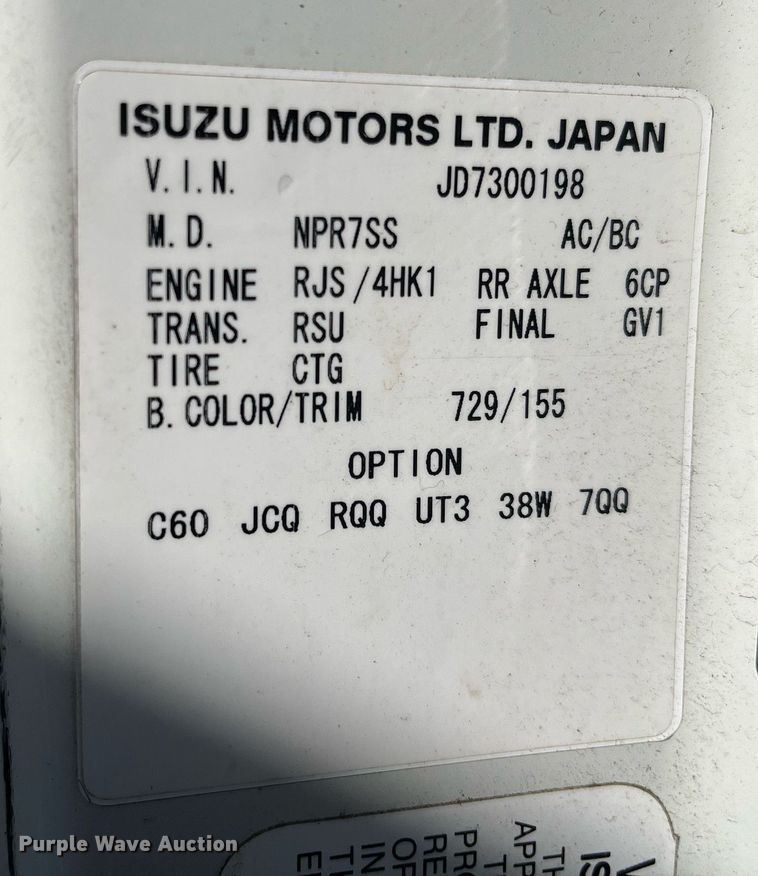 ISUZU MOTORS LTD. JAPAN
V.I.N. JD7300198
M.D. NPR7SS AC/BC
ENGINE RJS/4HK1 RR AXLE 6CP
TRANS. RSU FINAL GV1
TIRE CTG
B.COLOR/TRIM 729/155
OPTION
C60 JCQ RQQ UT3 38W 7QQ
Purple Wave Auction